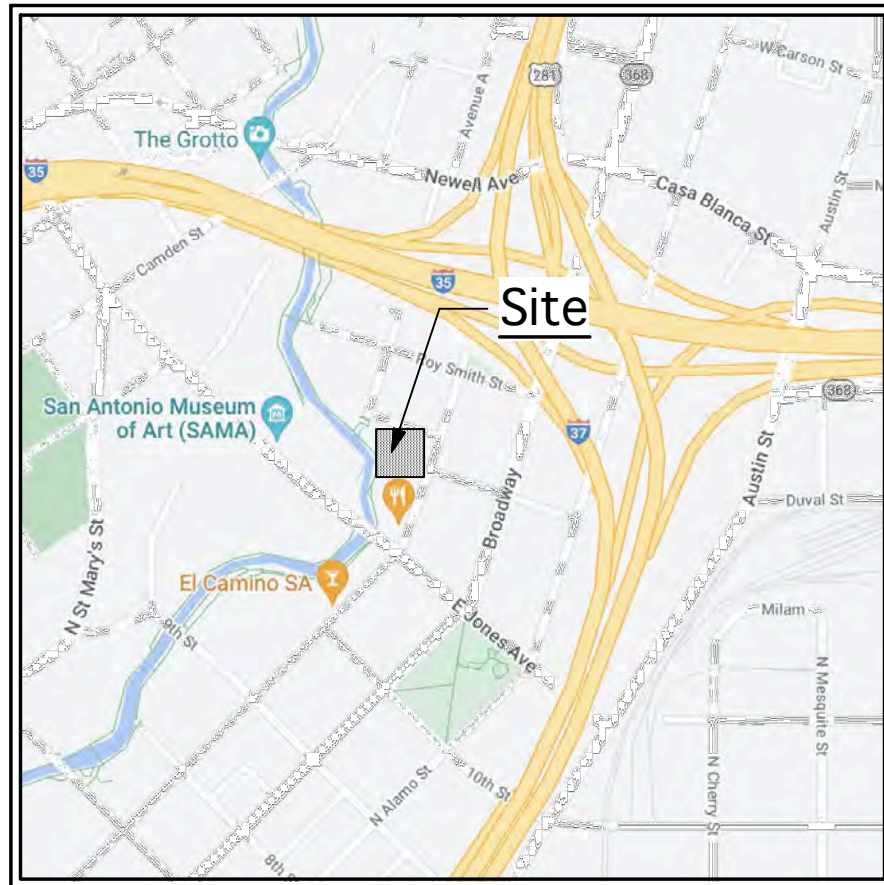 W Carson St
281
368
Avenue A
The Grotto
35
Newell Ave
Casa Blanca St
Austin St
Camden St
35
Site
Roy Smith St
368
San Antonio Museum
of Art (SAMA)
37
Austin St
Duval St
Broadway
N St Mary's St
El Camino SA
9th St
E Jones Ave
Milam
N Mesquite St
N Cherry St
10th St
N Alamo St
8th St